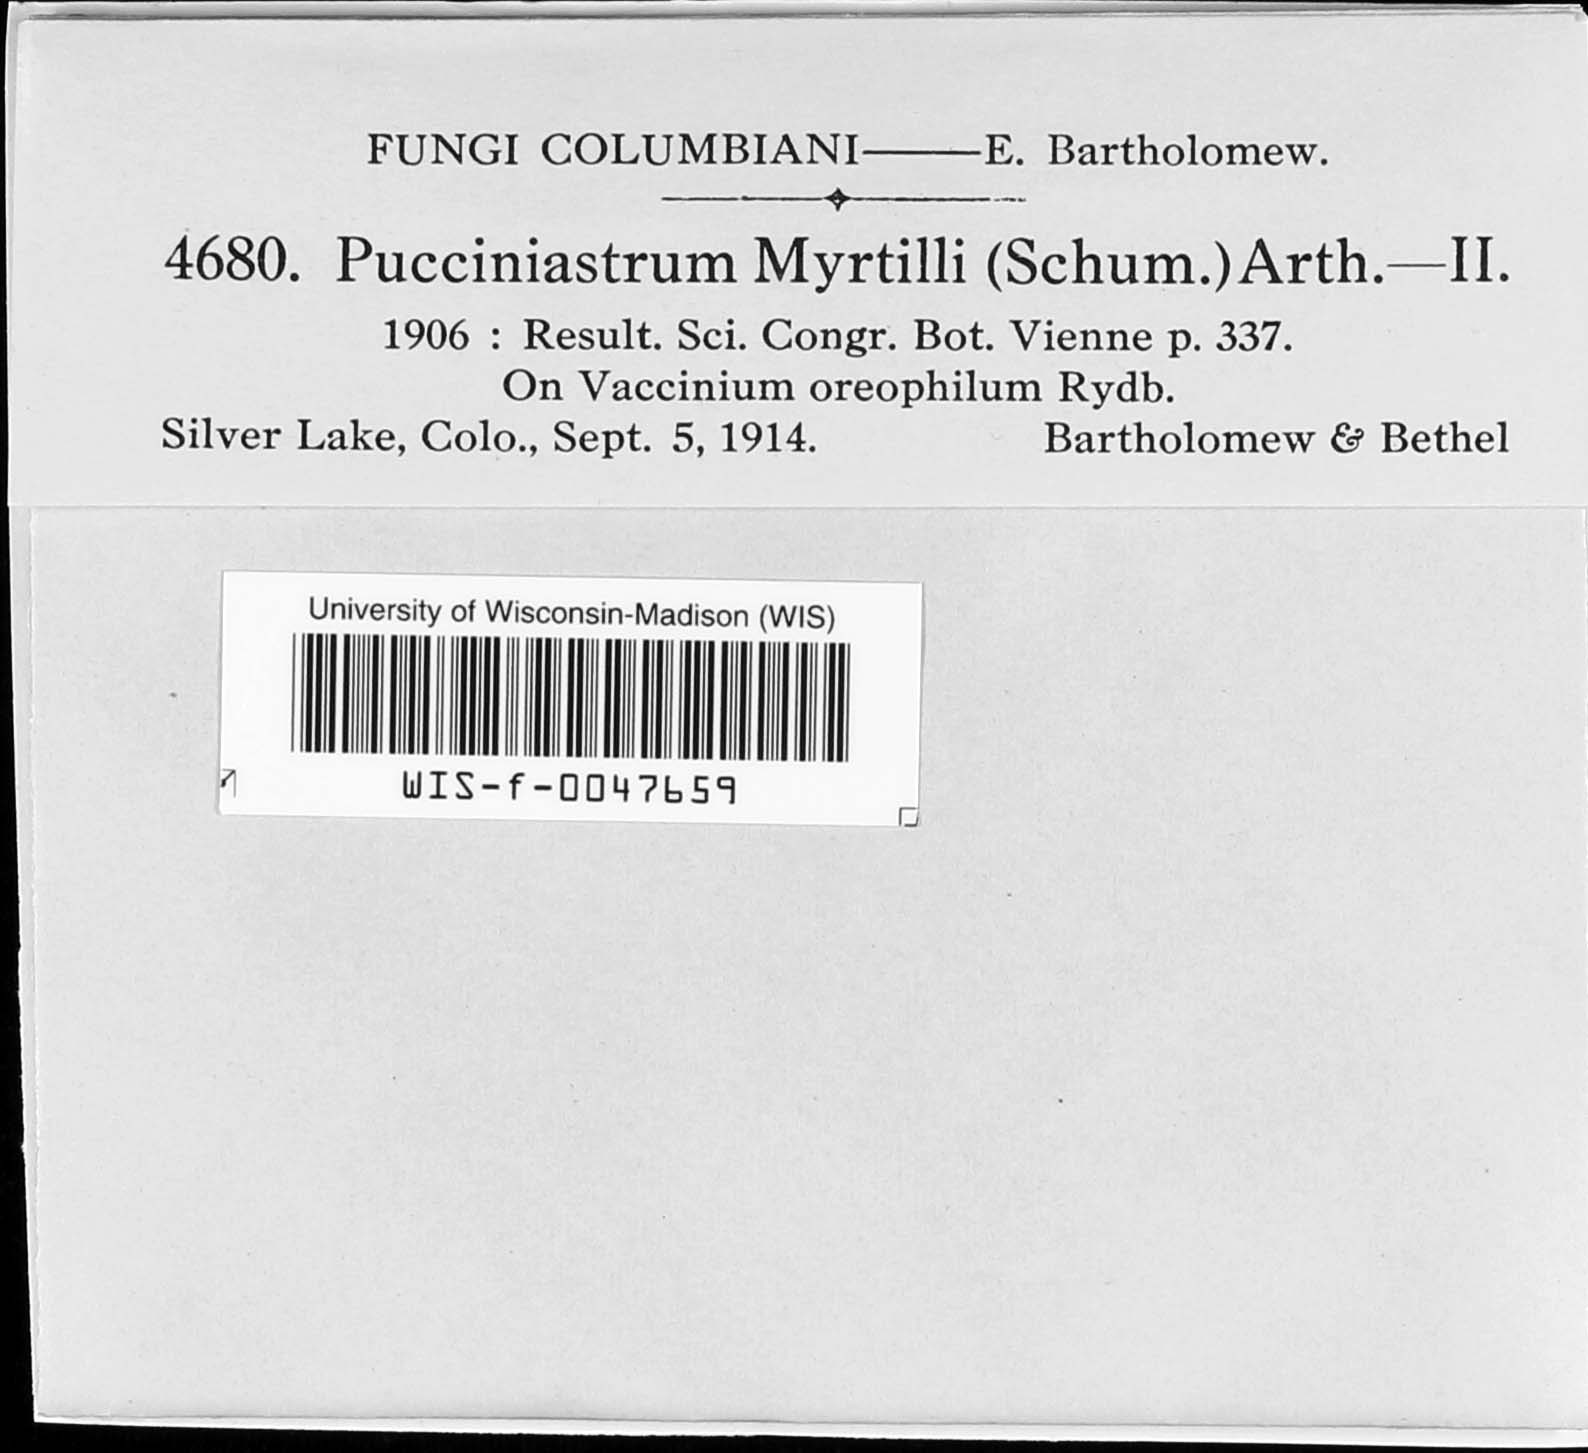 FUNGI COLUMBIANI——E. Bartholomew.
4680. Pucciniastrum Myrtilli (Schum.) Arth.—II.
1906 : Result. Sci. Congr. Bot. Vienne p. 337.
On Vaccinium oreophilum Rydb.
Silver Lake, Colo., Sept. 5, 1914. Bartholomew & Bethel
University of Wisconsin-Madison (WIS)
WIS-f-0047659